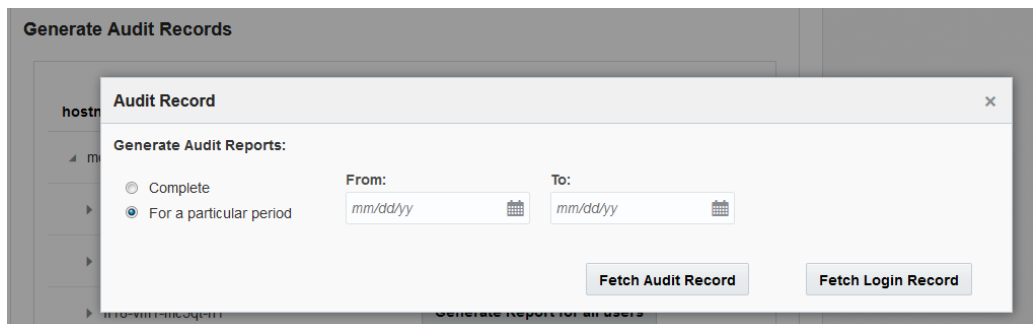 Generate Audit Records
Audit Record ×
hostn
Generate Audit Reports:
Complete
For a particular period
From: To:
mm/dd/yy mm/dd/yy
Fetch Audit Record Fetch Login Record
Generate Report for all users